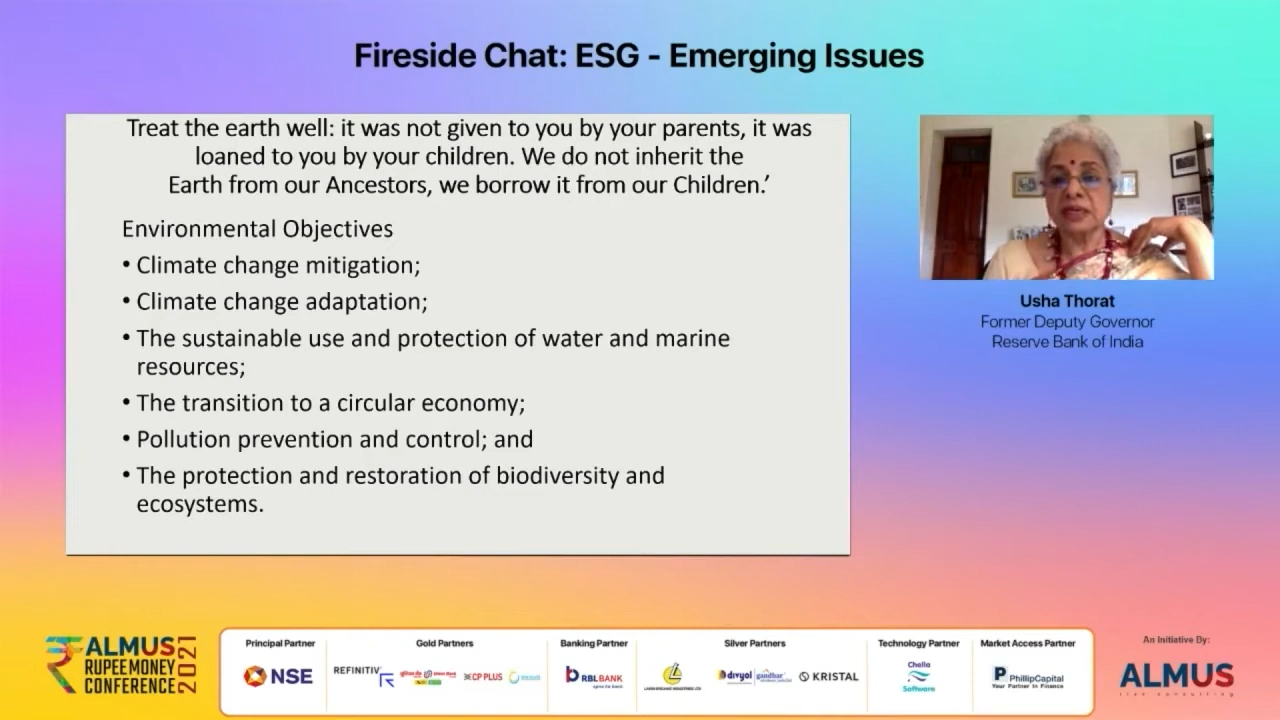 Fireside Chat: ESG - Emerging Issues
Treat the earth well: it was not given to you by your parents, it was
loaned to you by your children. We do not inherit the
Earth from our Ancestors, we borrow it from our Children.’
Environmental Objectives
• Climate change mitigation;
• Climate change adaptation;
• The sustainable use and protection of water and marine
resources;
• The transition to a circular economy;
• Pollution prevention and control; and
• The protection and restoration of biodiversity and
ecosystems.
Usha Thorat
Former Deputy Governor
Reserve Bank of India
ALMUS
RUPEE MONEY
CONFERENCE
2021
Principal Partner
NSE
Gold Partners
REFINITIV
CP PLUS
Banking Partner
RBLBANK
apno ka bank
Silver Partners
divyol
gandhar
KRISTAL
Technology Partner
Chella
Software
Market Access Partner
PhillipCapital
Your Partner In Finance
An Initiative By:
ALMUS